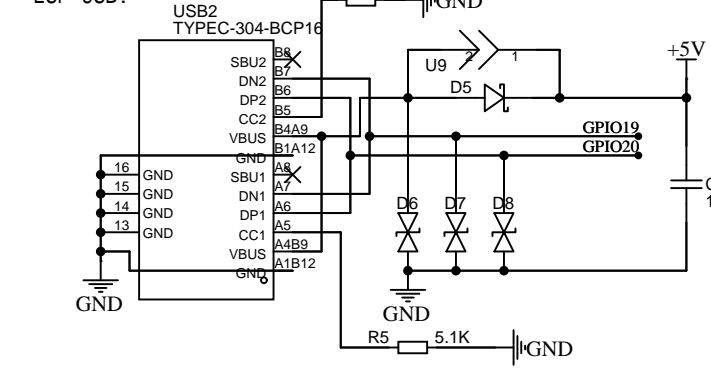 USB2
TYPEC-304-BCP16
GND
SBU2 B8
DN2 B7
DP2 B6
CC2 B5
VBUS B4A9
GND B1A12
SBU1 A8
DN1 A7
DP1 A6
CC1 A5
VBUS A4B9
GND A1B12
16 GND
15 GND
14 GND
13 GND
GND
U9 2 1
D5
+5V
GPIO19
GPIO20
D6 D7 D8
GND
R5 5.1K
GND